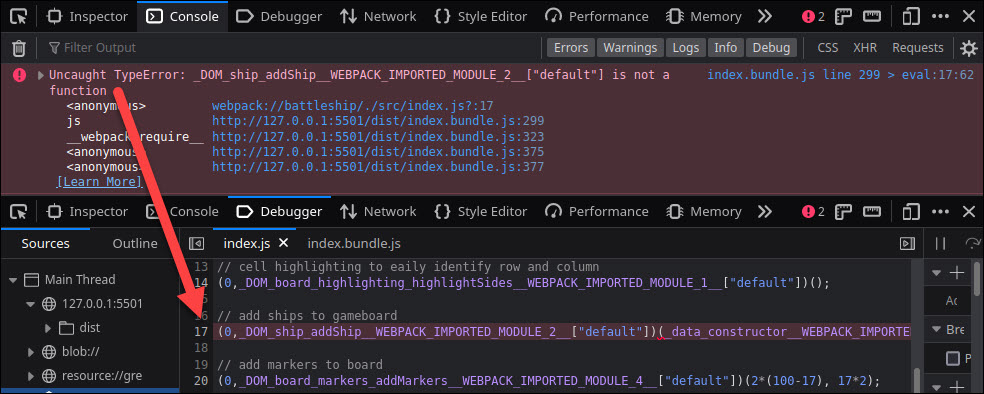 Inspector Console Debugger Network Style Editor Performance Memory 2
Filter Output Errors Warnings Logs Info Debug CSS XHR Requests
Uncaught TypeError: _DOM_ship_addShip__WEBPACK_IMPORTED_MODULE_2__["default"] is not a index.bundle.js line 299 > eval:17:62
function
<anonymous> webpack://battleship/./src/index.js?:17
js http://127.0.0.1:5501/dist/index.bundle.js:299
__webpack_require__ http://127.0.0.1:5501/dist/index.bundle.js:323
<anonymous> http://127.0.0.1:5501/dist/index.bundle.js:375
<anonymous> http://127.0.0.1:5501/dist/index.bundle.js:377
[Learn More]
Inspector Console Debugger Network Style Editor Performance Memory 2
Sources Outline index.js index.bundle.js
13 // cell highlighting to eaily identify row and column
Main Thread 14 (0,_DOM_board_highlighting_highlightSides__WEBPACK_IMPORTED_MODULE_1__["default"])();
127.0.0.1:5501
16 // add ships to gameboard
dist 17 (0,_DOM_ship_addShip__WEBPACK_IMPORTED_MODULE_2__["default"])(_data_constructor__WEBPACK_IMPORTE
blob:// 18
19 // add markers to board
resource://gre 20 (0,_DOM_board_markers_addMarkers__WEBPACK_IMPORTED_MODULE_4__["default"])(2*(100-17), 17*2);